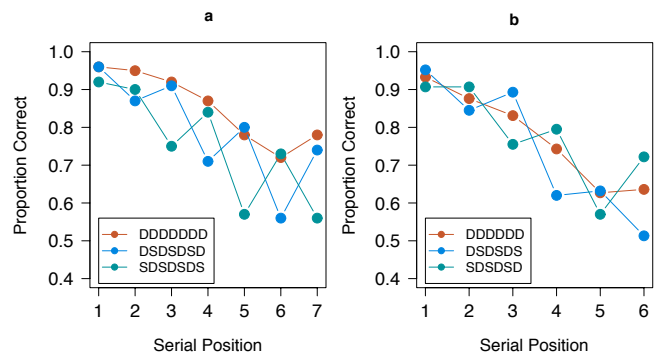 a
Proportion Correct
1.0
0.9
0.8
0.7
0.6
0.5
0.4
DDDDDDD
DSDSDSD
SDSDSDS
1 2 3 4 5 6 7
Serial Position
b
Proportion Correct
1.0
0.9
0.8
0.7
0.6
0.5
0.4
DDDDDD
DSDSDS
SDSDSD
1 2 3 4 5 6
Serial Position